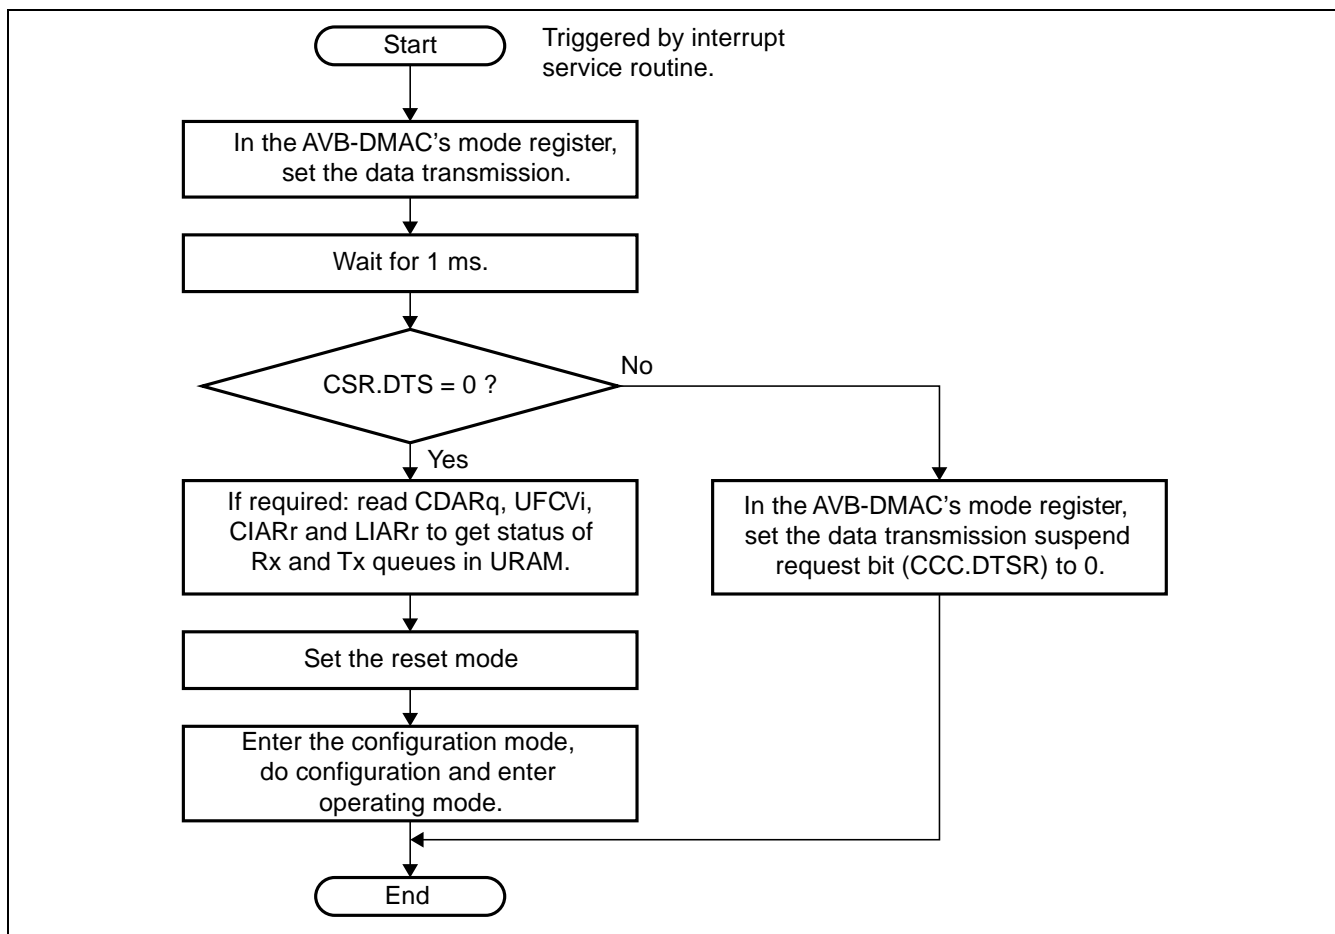 Start
Triggered by interrupt
service routine.
In the AVB-DMAC's mode register,
set the data transmission.
Wait for 1 ms.
CSR.DTS = 0 ?
No
Yes
If required: read CDARq, UFCVi,
CIARr and LIARr to get status of
Rx and Tx queues in URAM.
In the AVB-DMAC's mode register,
set the data transmission suspend
request bit (CCC.DTSR) to 0.
Set the reset mode
Enter the configuration mode,
do configuration and enter
operating mode.
End